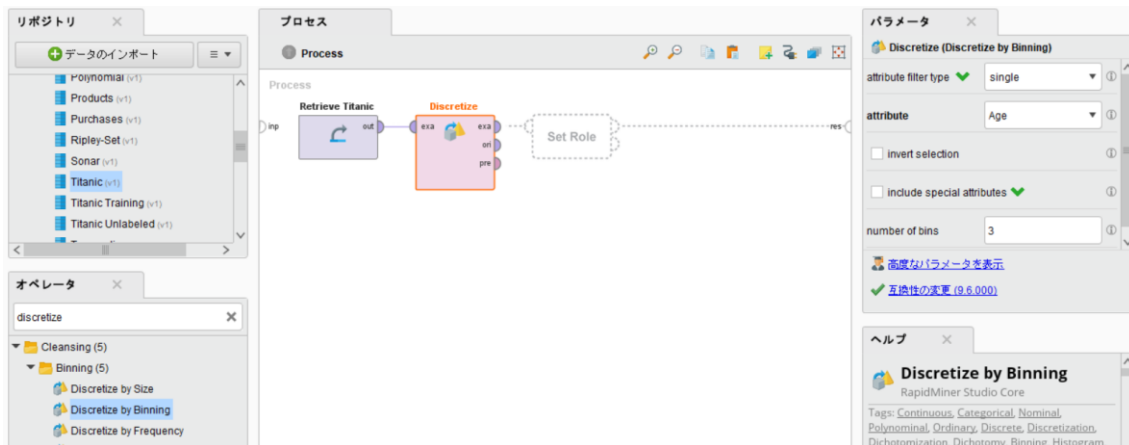 リポジトリ
データのインポート
Polynomial (v1)
Products (v1)
Purchases (v1)
Ripley-Set (v1)
Sonar (v1)
Titanic (v1)
Titanic Training (v1)
Titanic Unlabeled (v1)
オペレータ
discretize
Cleansing (5)
Binning (5)
Discretize by Size
Discretize by Binning
Discretize by Frequency
プロセス
Process
Process
Retrieve Titanic
Discretize
inp
out
exa
exa
ori
pre
Set Role
res
パラメータ
Discretize (Discretize by Binning)
attribute filter type
single
attribute
Age
invert selection
include special attributes
number of bins
3
高度なパラメータを表示
互換性の変更 (9.6.000)
ヘルプ
Discretize by Binning
RapidMiner Studio Core
Tags: Continuous, Categorical, Nominal,
Polynominal, Ordinary, Discrete, Discretization,
Dichotomization, Dichotomy, Binning, Histogram,